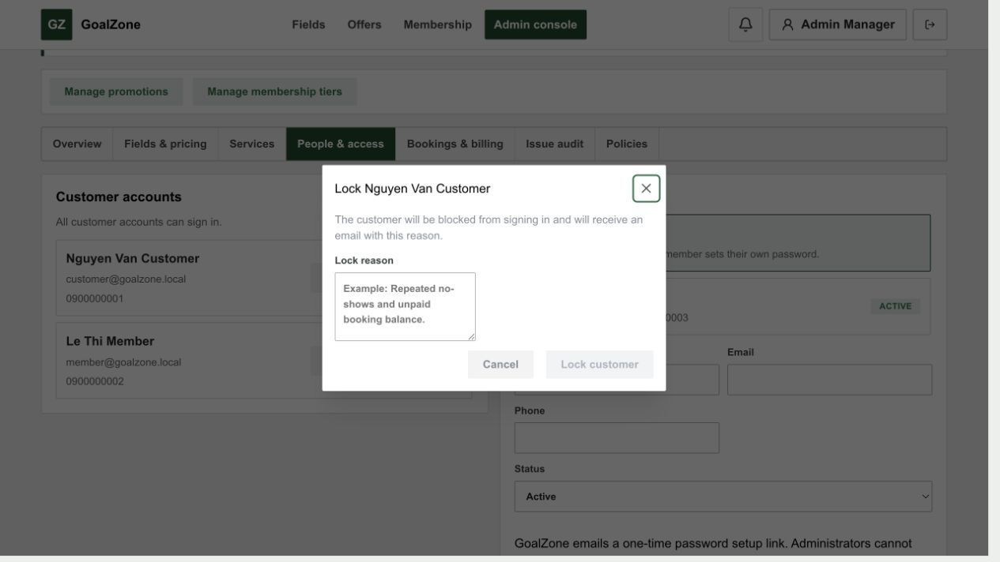 GZ GoalZone Fields Offers Membership Admin console Admin Manager
Manage promotions Manage membership tiers
Overview Fields & pricing Services People & access Bookings & billing Issue audit Policies
Customer accounts
All customer accounts can sign in.
Nguyen Van Customer
customer@goalzone.local
0900000001
Le Thi Member
member@goalzone.local
0900000002
Lock Nguyen Van Customer
The customer will be blocked from signing in and will receive an
email with this reason.
Lock reason
Example: Repeated no-
shows and unpaid
booking balance.
Cancel Lock customer
member sets their own password.
ACTIVE
0003
Email
Phone
Status
Active
GoalZone emails a one-time password setup link. Administrators cannot